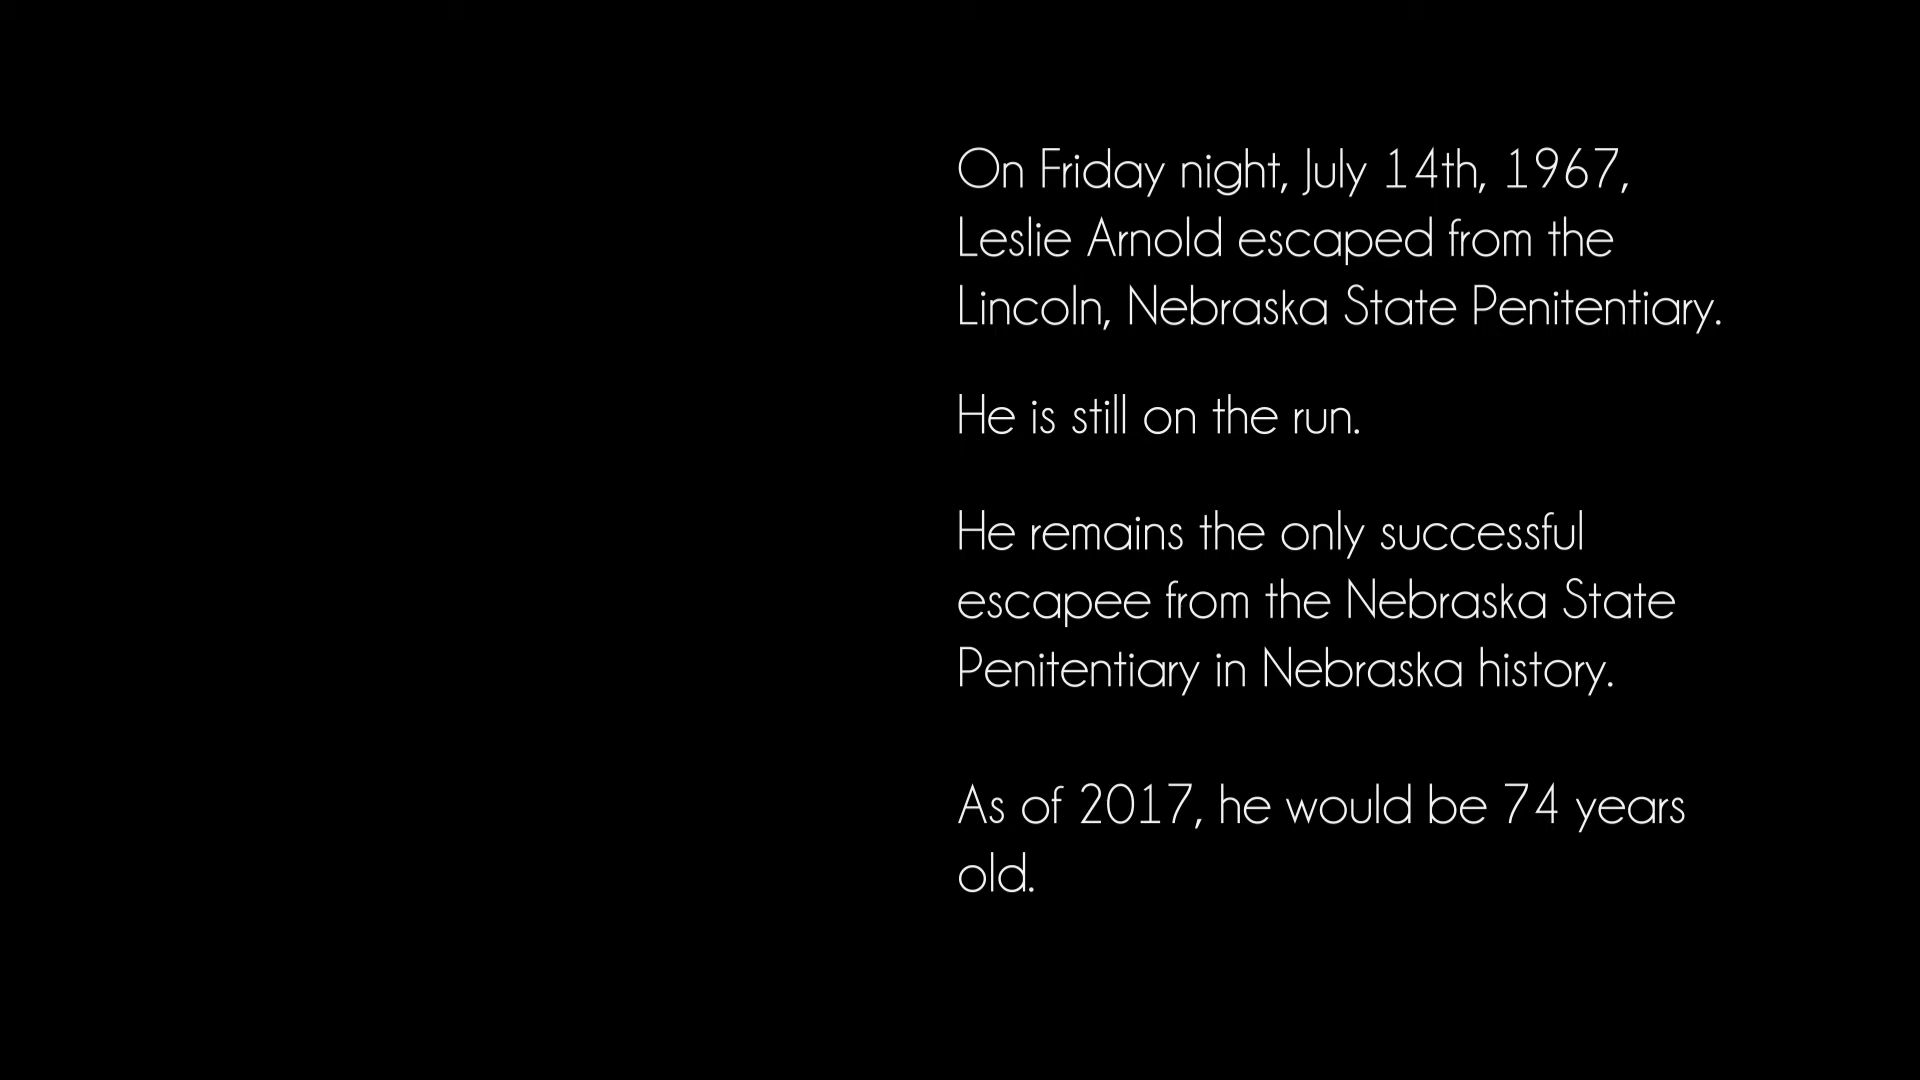 On Friday night, July 14th, 1967,
Leslie Arnold escaped from the
Lincoln, Nebraska State Penitentiary.
He is still on the run.
He remains the only successful
escapee from the Nebraska State
Penitentiary in Nebraska history.
As of 2017, he would be 74 years
old.